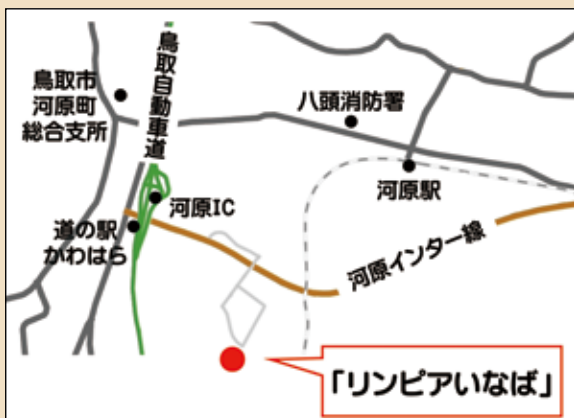 鳥取市
河原町
総合支所
鳥取自動車道
八頭消防署
河原駅
河原IC
道の駅
かわはら
河原インター線
「リンピアいなば」